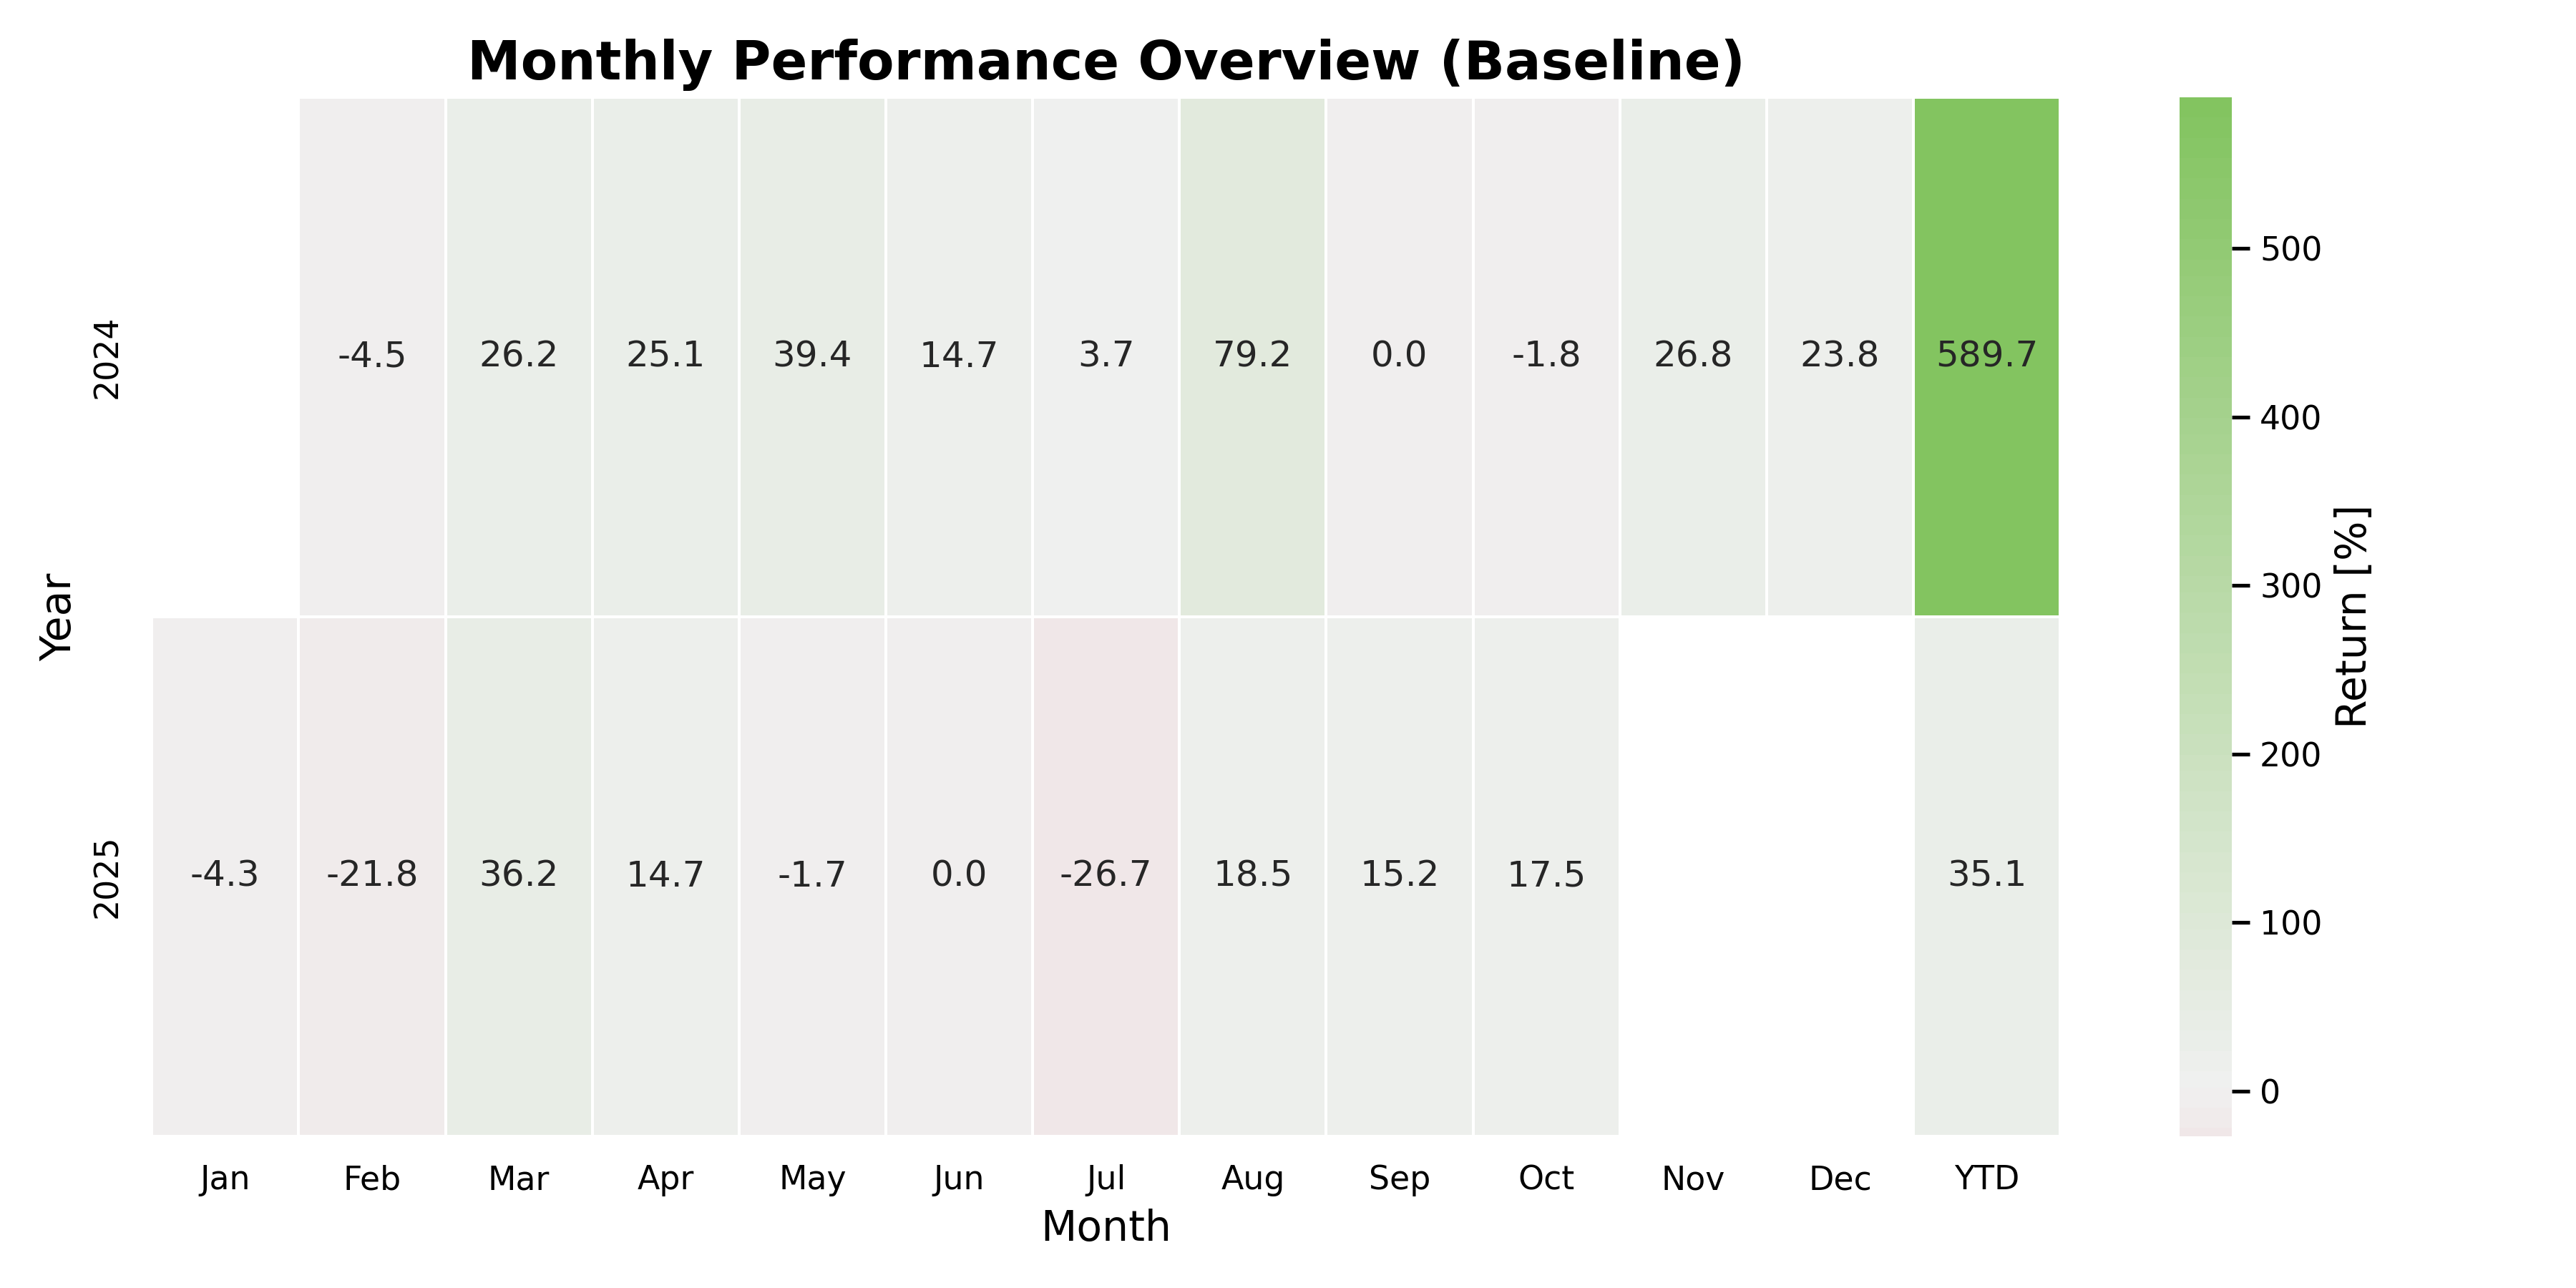 Monthly Performance Overview (Baseline)
Year
2024
-4.5 26.2 25.1 39.4 14.7 3.7 79.2 0.0 -1.8 26.8 23.8 589.7
2025
-4.3 -21.8 36.2 14.7 -1.7 0.0 -26.7 18.5 15.2 17.5 35.1
Jan Feb Mar Apr May Jun Jul Aug Sep Oct Nov Dec YTD
Month
500
400
300
200
100
0
Return [%]